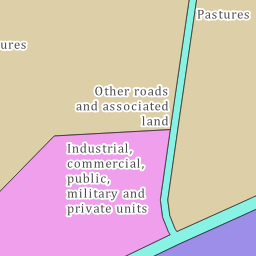 Pastures
ures
Other roads
and associated
land
Industrial,
commercial,
public,
military and
private units